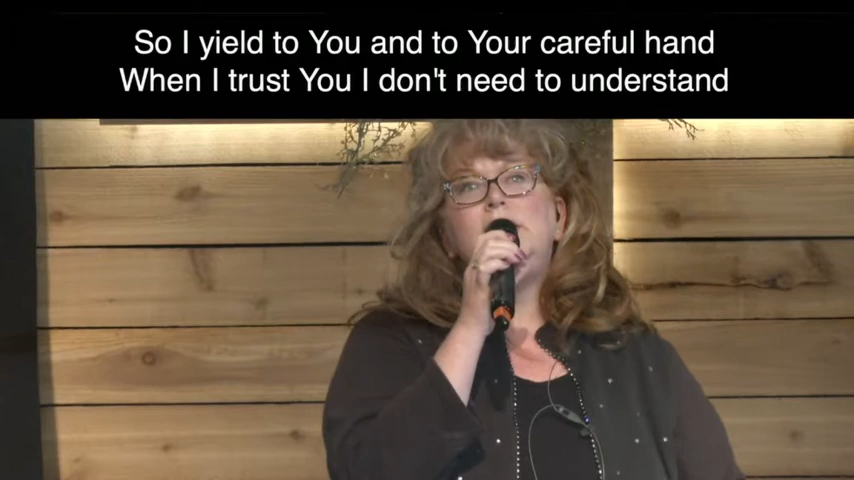 So I yield to You and to Your careful hand
When I trust You I don't need to understand